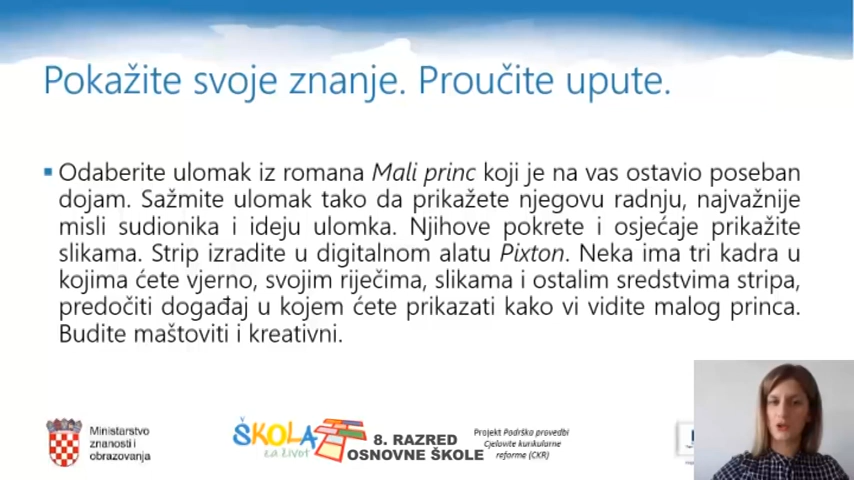 Pokažite svoje znanje. Proučite upute.
Odaberite ulomak iz romana Mali princ koji je na vas ostavio poseban
dojam. Sažmite ulomak tako da prikažete njegovu radnju, najvažnije
misli sudionika i ideju ulomka. Njihove pokrete i osjećaje prikažite
slikama. Strip izradite u digitalnom alatu Pixton. Neka ima tri kadra u
kojima ćete vjerno, svojim riječima, slikama i ostalim sredstvima stripa,
predočiti događaj u kojem ćete prikazati kako vi vidite malog princa.
Budite maštoviti i kreativni.
Ministarstvo
znanosti i
obrazovanja
ŠKOLA
za život
8. RAZRED
OSNOVNE ŠKOLE
Projekt Podrška provedbi
Cjelovite kurikularne
reforme (CKR)